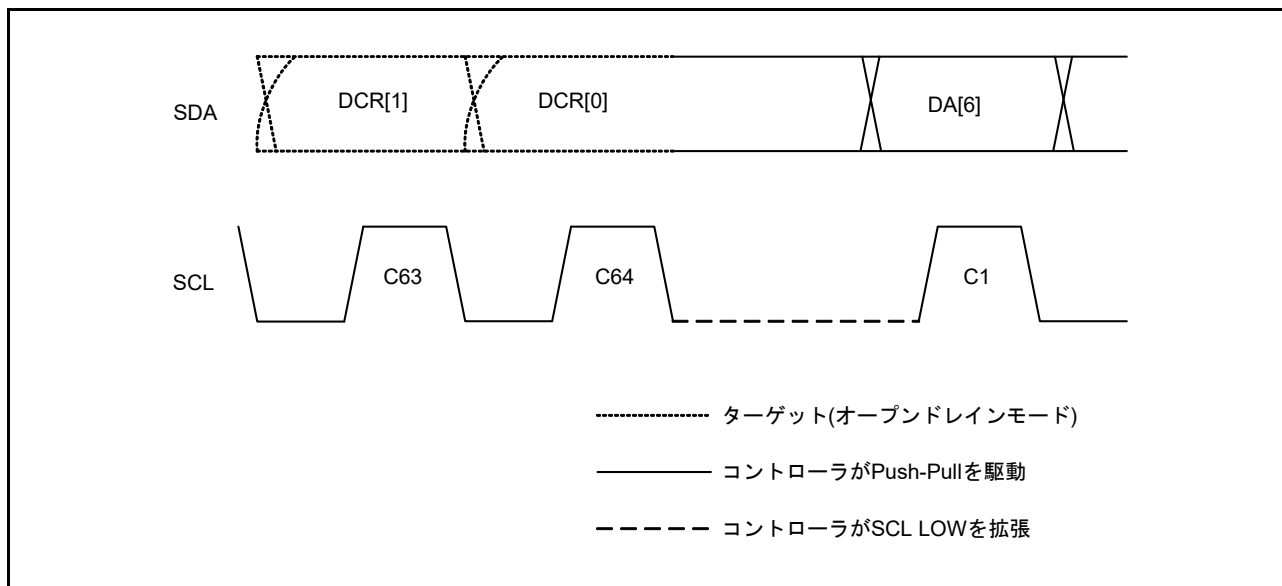 SDA
DCR[1]
DCR[0]
DA[6]
SCL
C63
C64
C1
ターゲット(オープンドレインモード)
コントローラがPush-Pullを駆動
コントローラがSCL LOWを拡張